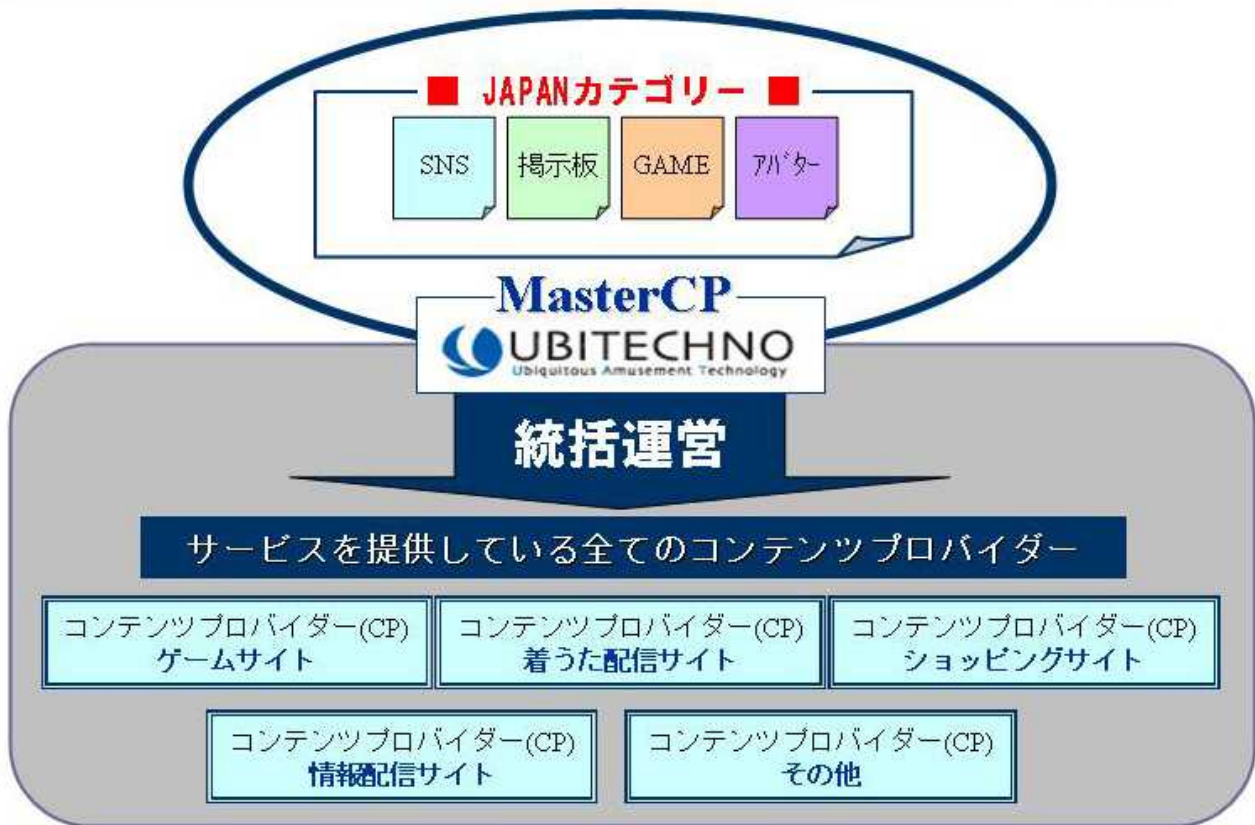 ■ JAPANカテゴリー ■
SNS
掲示板
GAME
ｱﾊﾞﾀｰ
MasterCP
UBITECHNO
Ubiquitous Amusement Technology
統括運営
サービスを提供している全てのコンテンツプロバイダー
コンテンツプロバイダー(CP)
ゲームサイト
コンテンツプロバイダー(CP)
着うた配信サイト
コンテンツプロバイダー(CP)
ショッピングサイト
コンテンツプロバイダー(CP)
情報配信サイト
コンテンツプロバイダー(CP)
その他